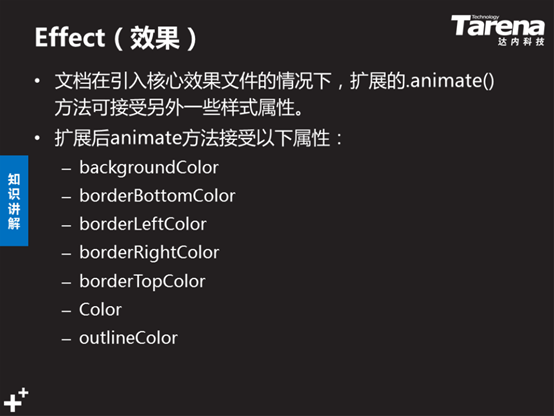 Effect（效果）
Technology
Tarena
达内科技
• 文档在引入核心效果文件的情况下，扩展的.animate()
方法可接受另外一些样式属性。
• 扩展后animate方法接受以下属性：
– backgroundColor
– borderBottomColor
– borderLeftColor
– borderRightColor
– borderTopColor
– Color
– outlineColor
知识讲解